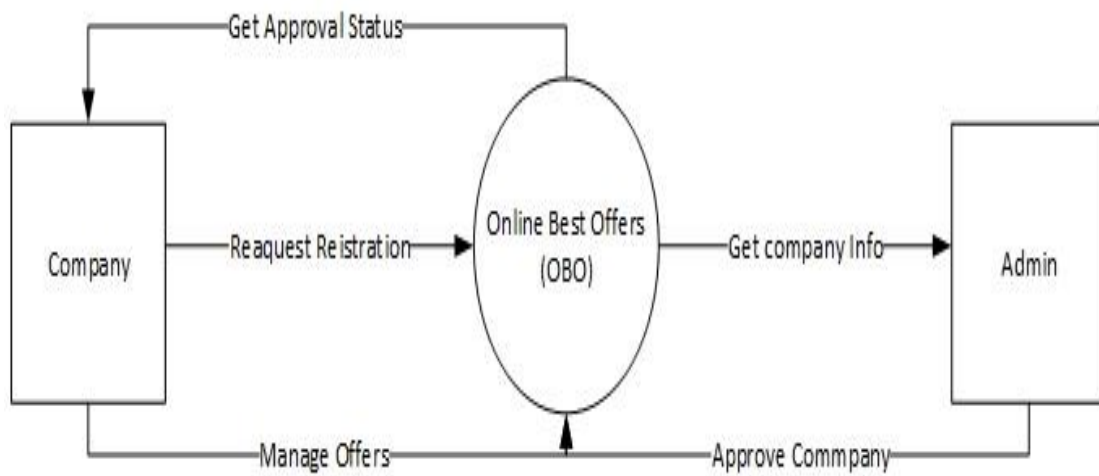 Get Approval Status
Company
Reaquest Reistration
Online Best Offers
(OBO)
Get company Info
Admin
Manage Offers
Approve Commpany